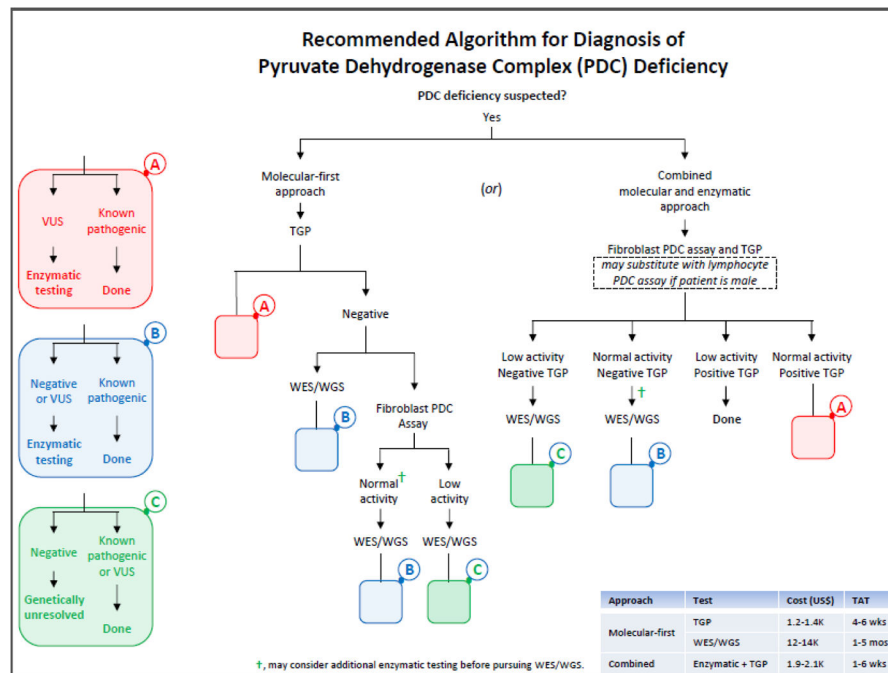 Recommended Algorithm for Diagnosis of
Pyruvate Dehydrogenase Complex (PDC) Deficiency
PDC deficiency suspected?
Yes
Molecular-first
approach
(or)
Combined
molecular and enzymatic
approach
TGP
Fibroblast PDC assay and TGP
may substitute with lymphocyte
PDC assay if patient is male
A
Negative
WES/WGS
B
Fibroblast PDC
Assay
Normal†
activity
Low
activity
WES/WGS
WES/WGS
B
C
Low activity
Negative TGP
Normal activity
Negative TGP
Low activity
Positive TGP
Normal activity
Positive TGP
†
WES/WGS
WES/WGS
Done
A
C
B
A
VUS
Known
pathogenic
Enzymatic
testing
Done
B
Negative
or VUS
Known
pathogenic
Enzymatic
testing
Done
C
Negative
Known
pathogenic
or VUS
Genetically
unresolved
Done
Approach Test Cost (US$) TAT
Molecular-first
TGP 1.2-1.4K 4-6 wks
WES/WGS 12-14K 1-5 mos
Combined Enzymatic + TGP 1.9-2.1K 1-6 wks
†, may consider additional enzymatic testing before pursuing WES/WGS.